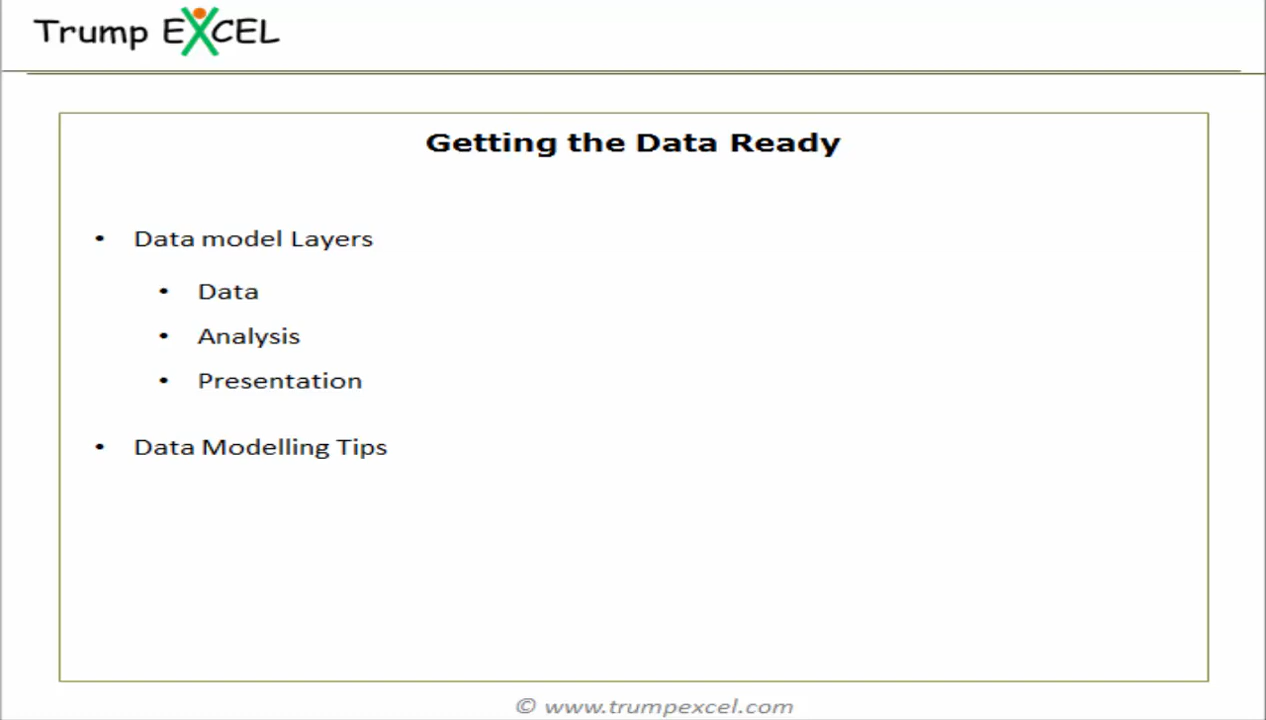 Trump EXCEL
Getting the Data Ready
• Data model Layers
• Data
• Analysis
• Presentation
• Data Modelling Tips
© www.trumpexcel.com